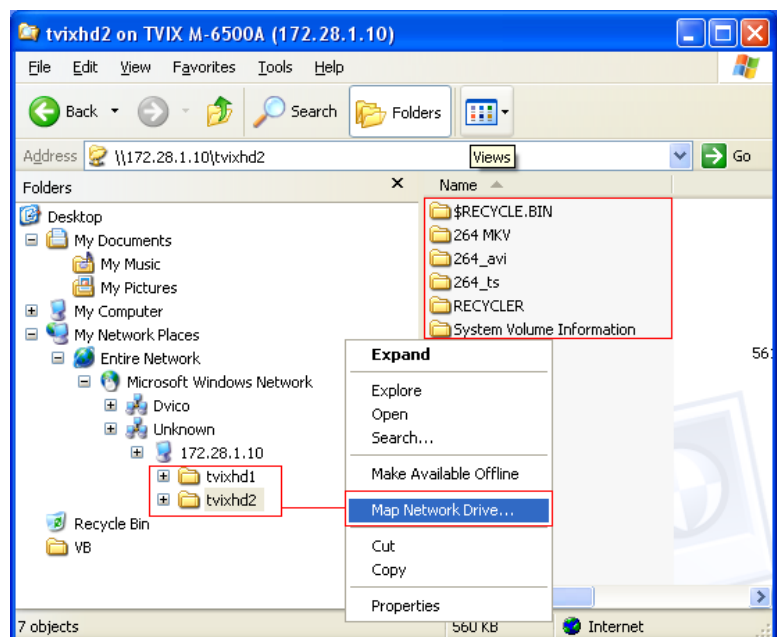 tvixhd2 on TVIX M-6500A (172.28.1.10)
File Edit View Favorites Tools Help
Back Search Folders
Address \\172.28.1.10\tvixhd2 Views Go
Folders X Name
Desktop
My Documents
My Music
My Pictures
My Computer
My Network Places
Entire Network
Microsoft Windows Network
Dvico
Unknown
172.28.1.10
tvixhd1
tvixhd2
Recycle Bin
VB
$RECYCLE.BIN
264 MKV
264_avi
264_ts
RECYCLER
System Volume Information
561
Expand
Explore
Open
Search...
Make Available Offline
Map Network Drive...
Cut
Copy
Properties
7 objects 560 KB Internet